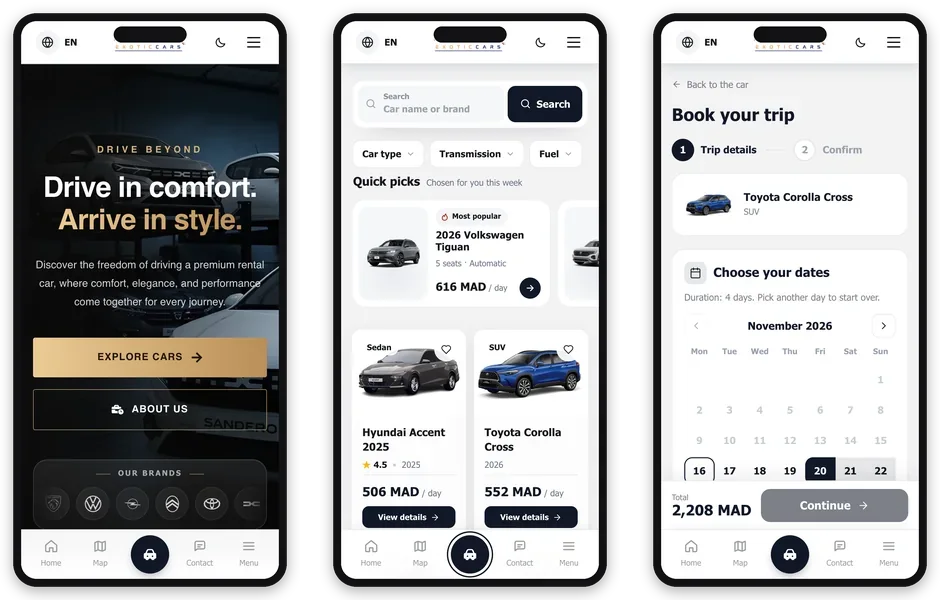 EN
EXOTICCARS
DRIVE BEYOND
Drive in comfort.
Arrive in style.
Discover the freedom of driving a premium rental
car, where comfort, elegance, and performance
come together for every journey.
EXPLORE CARS
ABOUT US
SANDERO
OUR BRANDS
Home
Map
Contact
Menu
EN
EXOTICCARS
Search
Car name or brand
Search
Car type
Transmission
Fuel
Quick picks Chosen for you this week
Most popular
2026 Volkswagen
Tiguan
5 seats · Automatic
616 MAD / day
Sedan
Hyundai Accent
2025
4.5 • 2025
506 MAD / day
View details
SUV
Toyota Corolla
Cross
2026
552 MAD / day
View details
Home
Map
Contact
Menu
EN
EXOTICCARS
Back to the car
Book your trip
1 Trip details
2 Confirm
Toyota Corolla Cross
SUV
Choose your dates
Duration: 4 days. Pick another day to start over.
November 2026
Mon Tue Wed Thu Fri Sat Sun
1
2 3 4 5 6 7 8
9 10 11 12 13 14 15
16 17 18 19 20 21 22
Total
2,208 MAD
Continue
Home
Map
Contact
Menu